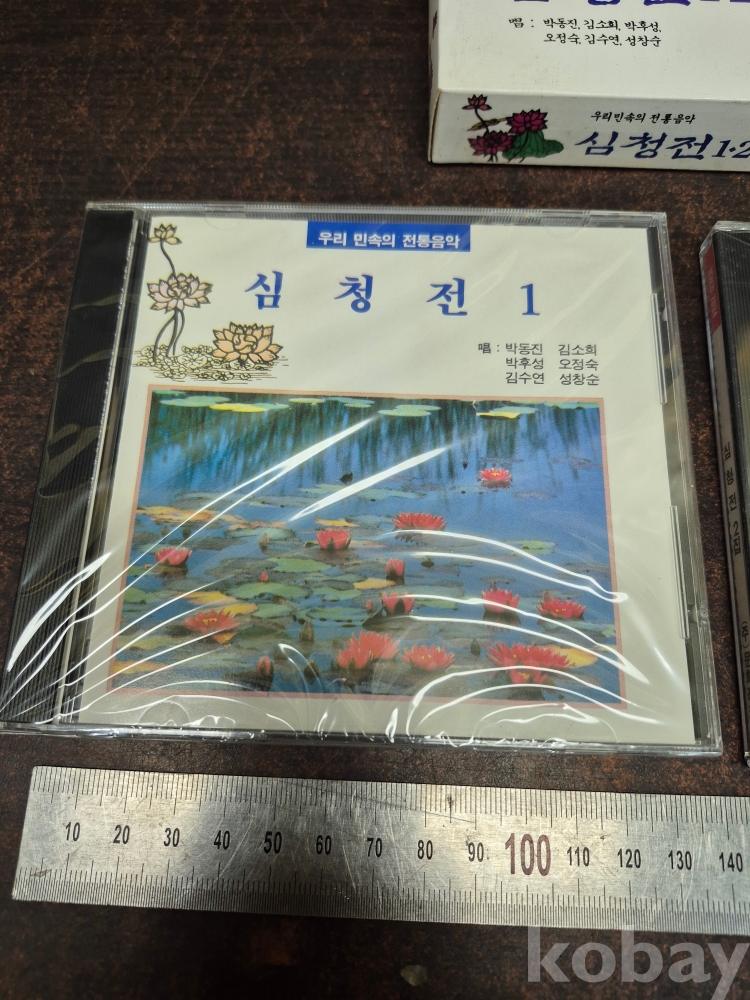 唱 : 박동진, 김소희, 박후성,
오정숙, 김수연, 성창순
우리민속의 전통음악
심청전 1·2
우리 민속의 전통음악
심 청 전 1
唱 : 박동진 김소희
박후성 오정숙
김수연 성창순
10 20 30 40 50 60 70 80 90 100 110 120 130 140
kobay